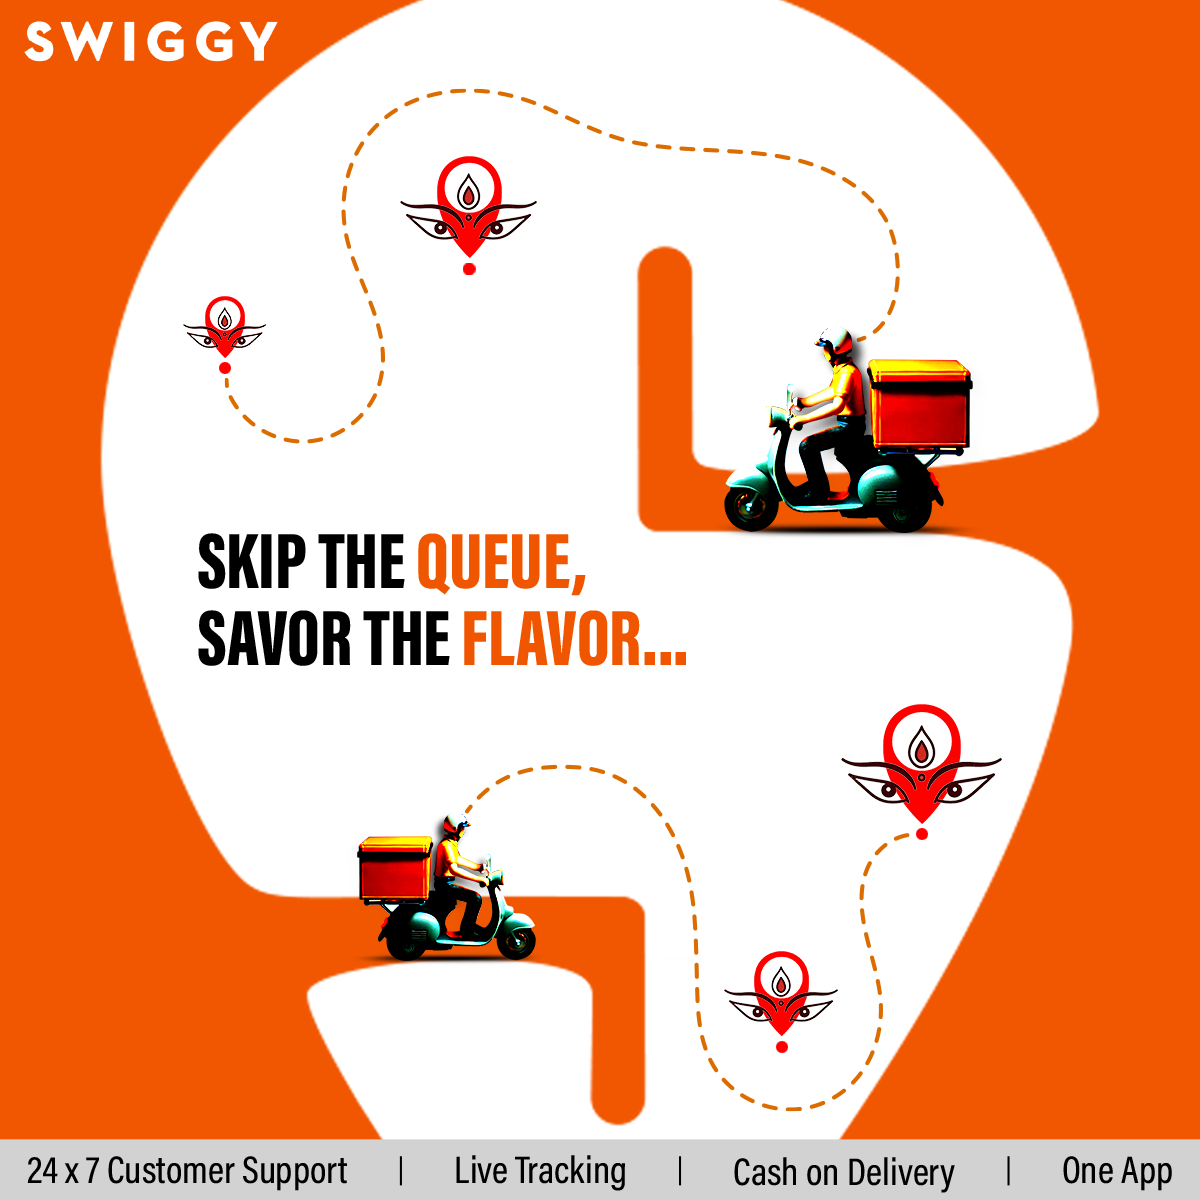 SWIGGY
SKIP THE QUEUE,
SAVOR THE FLAVOR...
24 x 7 Customer Support | Live Tracking | Cash on Delivery | One App